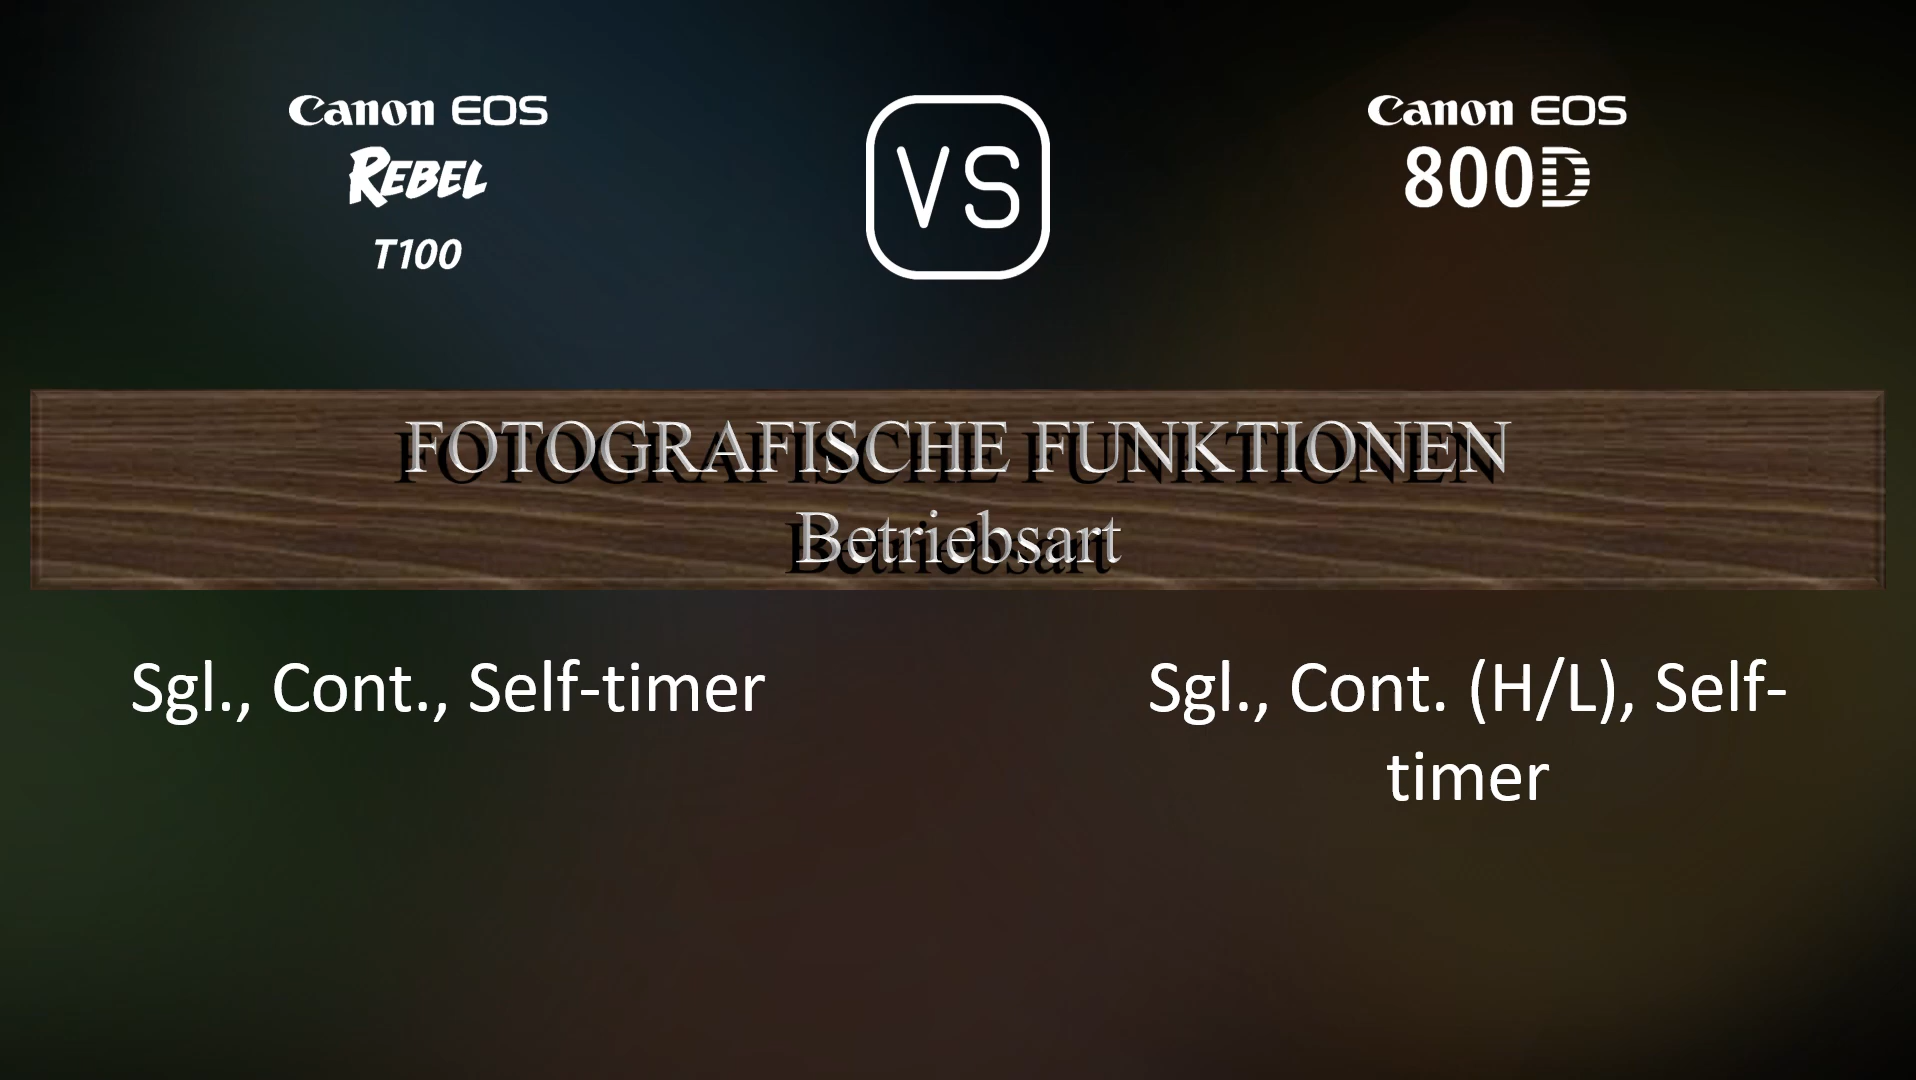 Canon EOS
REBEL
T100
VS
Canon EOS
800D
FOTOGRAFISCHE FUNKTIONEN
Betriebsart
Sgl., Cont., Self-timer
Sgl., Cont. (H/L), Self-
timer